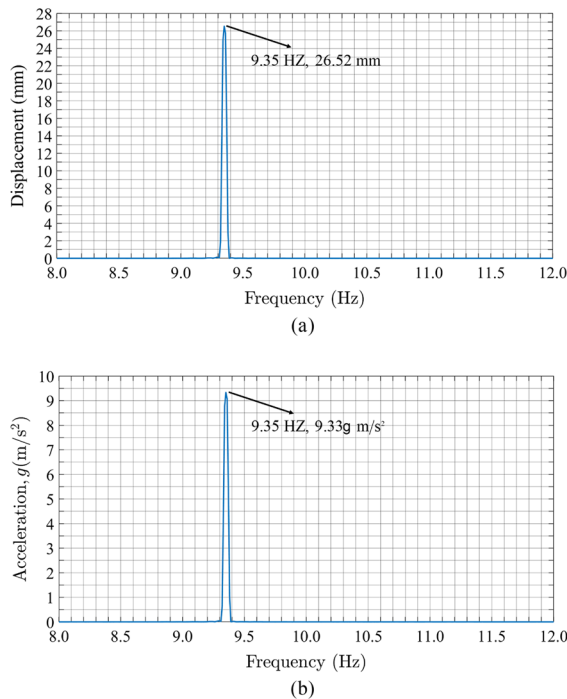 28
26
24
22
20
18
16
14
12
10
8
6
4
2
0
Displacement (mm)
9.35 HZ, 26.52 mm
8.0 8.5 9.0 9.5 10.0 10.5 11.0 11.5 12.0
Frequency (Hz)
(a)
10
9
8
7
6
5
4
3
2
1
0
Acceleration, g(m/s²)
9.35 HZ, 9.33g m/s²
8.0 8.5 9.0 9.5 10.0 10.5 11.0 11.5 12.0
Frequency (Hz)
(b)